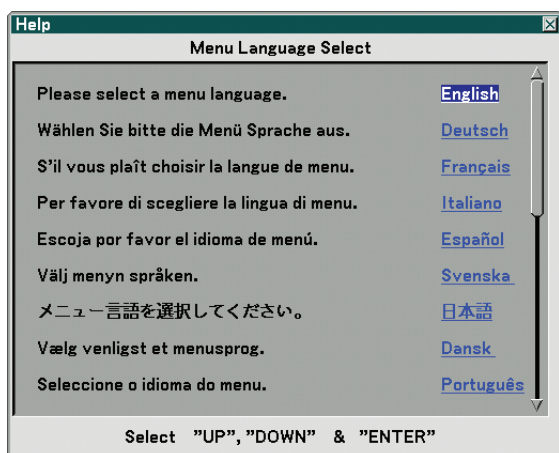 Help
Menu Language Select
Please select a menu language. English
Wählen Sie bitte die Menü Sprache aus. Deutsch
S'il vous plaît choisir la langue de menu. Français
Per favore di scegliere la lingua di menu. Italiano
Escoja por favor el idioma de menú. Español
Välj menyn språken. Svenska
メニュー言語を選択してください。 日本語
Vælg venligst et menusprog. Dansk
Seleccione o idioma do menu. Português
Select "UP", "DOWN" & "ENTER"